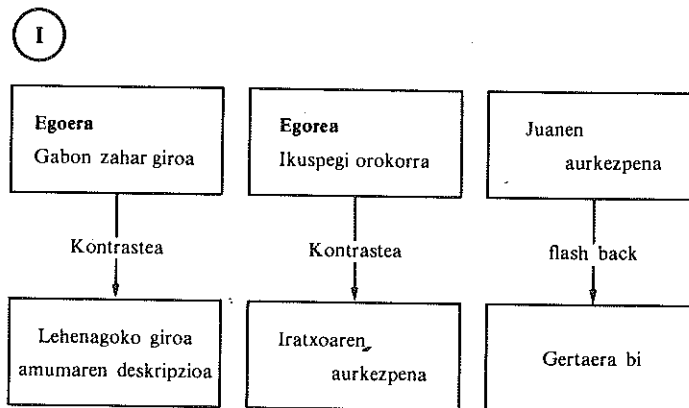 I
Egoera
Gabon zahar giroa
Egorea
Ikuspegi orokorra
Juanen
aurkezpena
Kontrastea
Kontrastea
flash back
Lehenagoko giroa
amumaren deskripzioa
Iratxoaren
aurkezpena
Gertaera bi